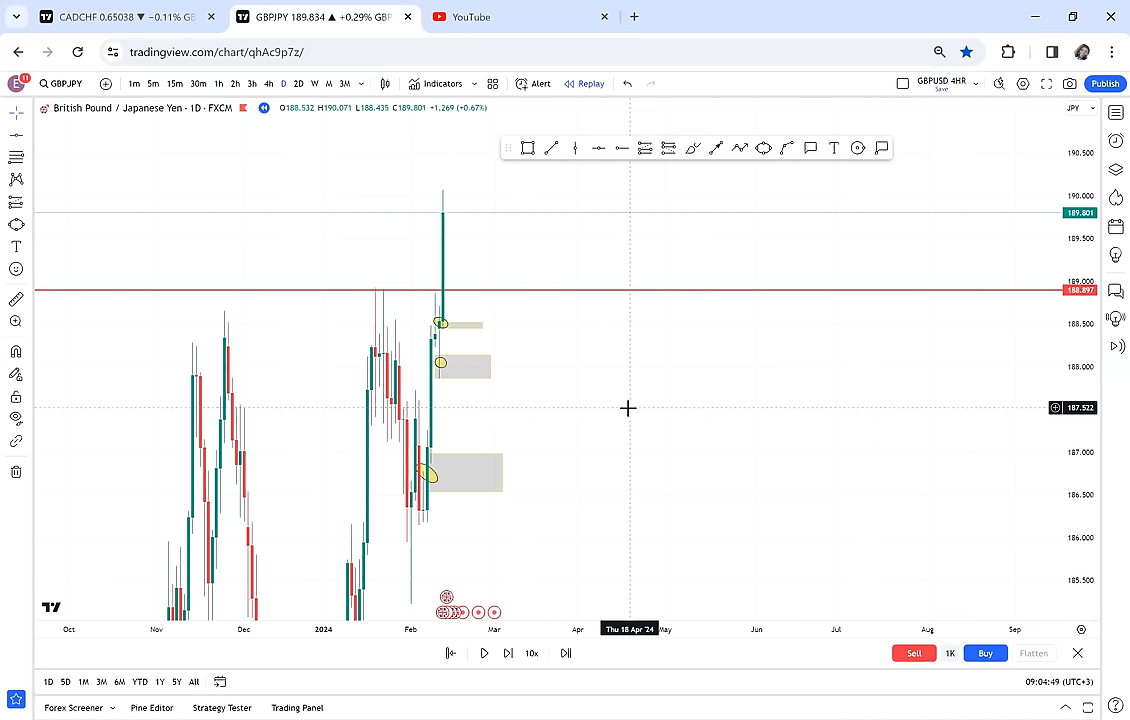 CADCHF 0.65038 ▼ −0.11% GE
GBPJPY 189.834 ▲ +0.29% GBP
YouTube
tradingview.com/chart/qhAc9p7z/
E 11 GBPJPY 1m 5m 15m 30m 1h 2h 3h 4h D 2D W M 3M Indicators Alert Replay GBPUSD 4HR Save Publish
British Pound / Japanese Yen · 1D · FXCM O188.532 H190.071 L188.435 C189.801 +1.269 (+0.67%) JPY
190.500
190.000
189.801
189.500
189.000
188.897
188.500
188.000
187.522
187.000
186.500
186.000
185.500
Oct Nov Dec 2024 Feb Mar Apr Thu 18 Apr '24 May Jun Jul Aug Sep
10x Sell 1K Buy Flatten
1D 5D 1M 3M 6M YTD 1Y 5Y All 09:04:49 (UTC+3)
Forex Screener Pine Editor Strategy Tester Trading Panel